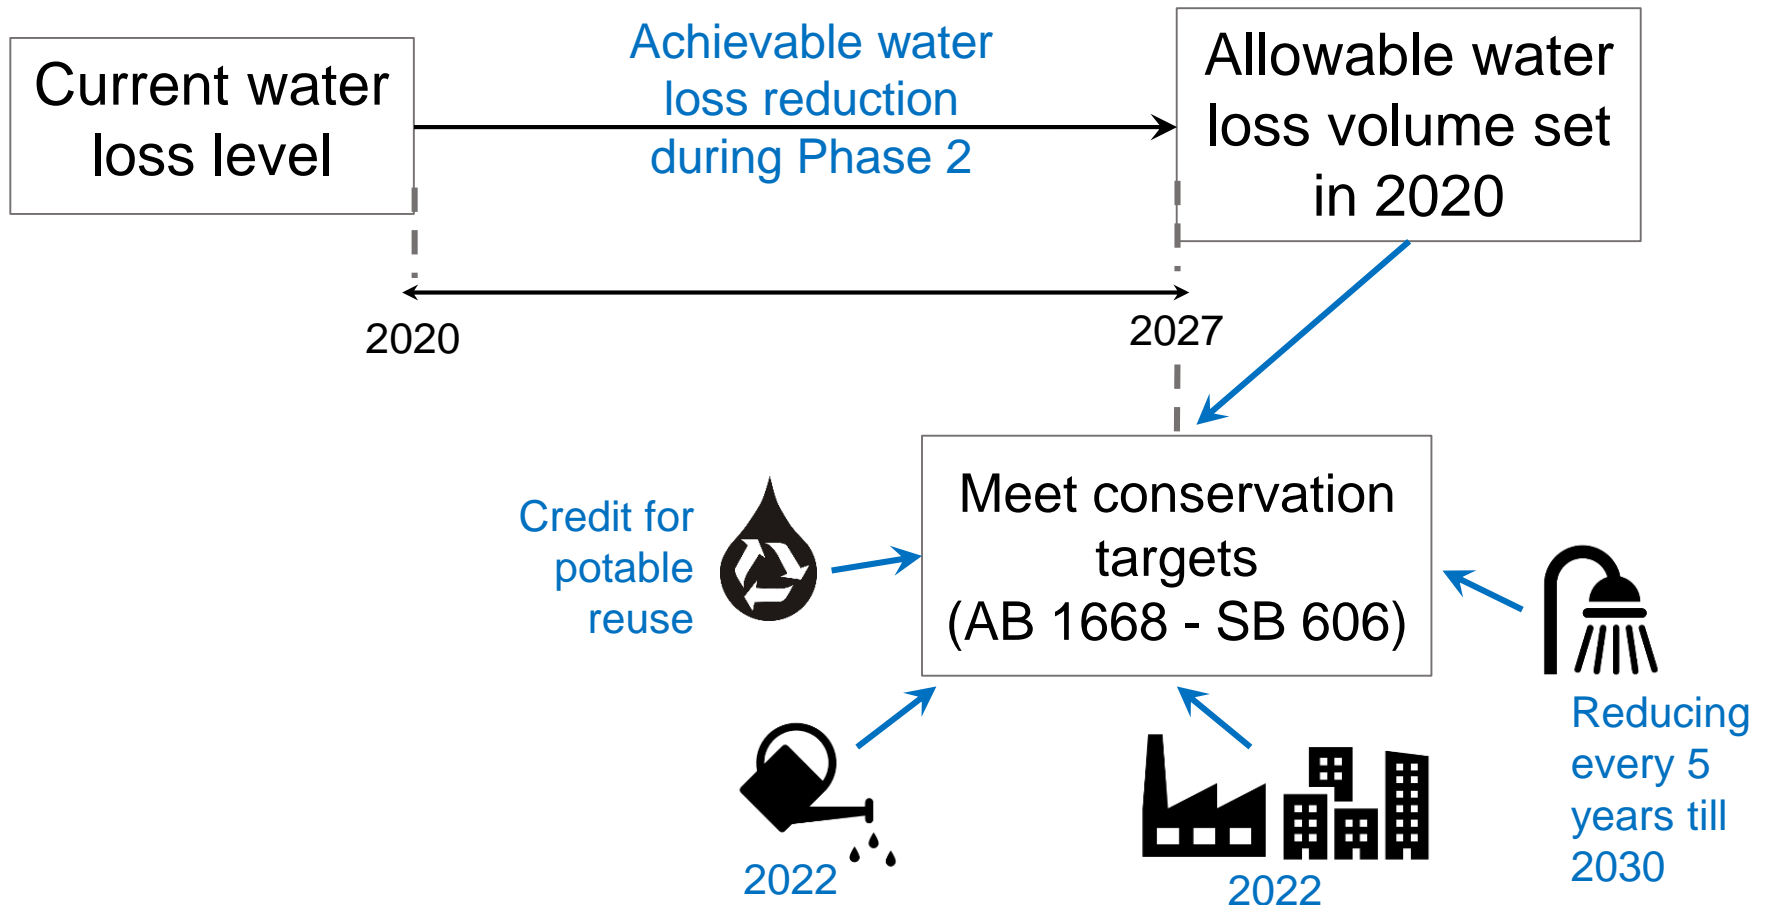 Current water
loss level
Achievable water
loss reduction
during Phase 2
Allowable water
loss volume set
in 2020
2020
2027
Credit for
potable
reuse
Meet conservation
targets
(AB 1668 - SB 606)
Reducing
every 5
years till
2030
2022
2022